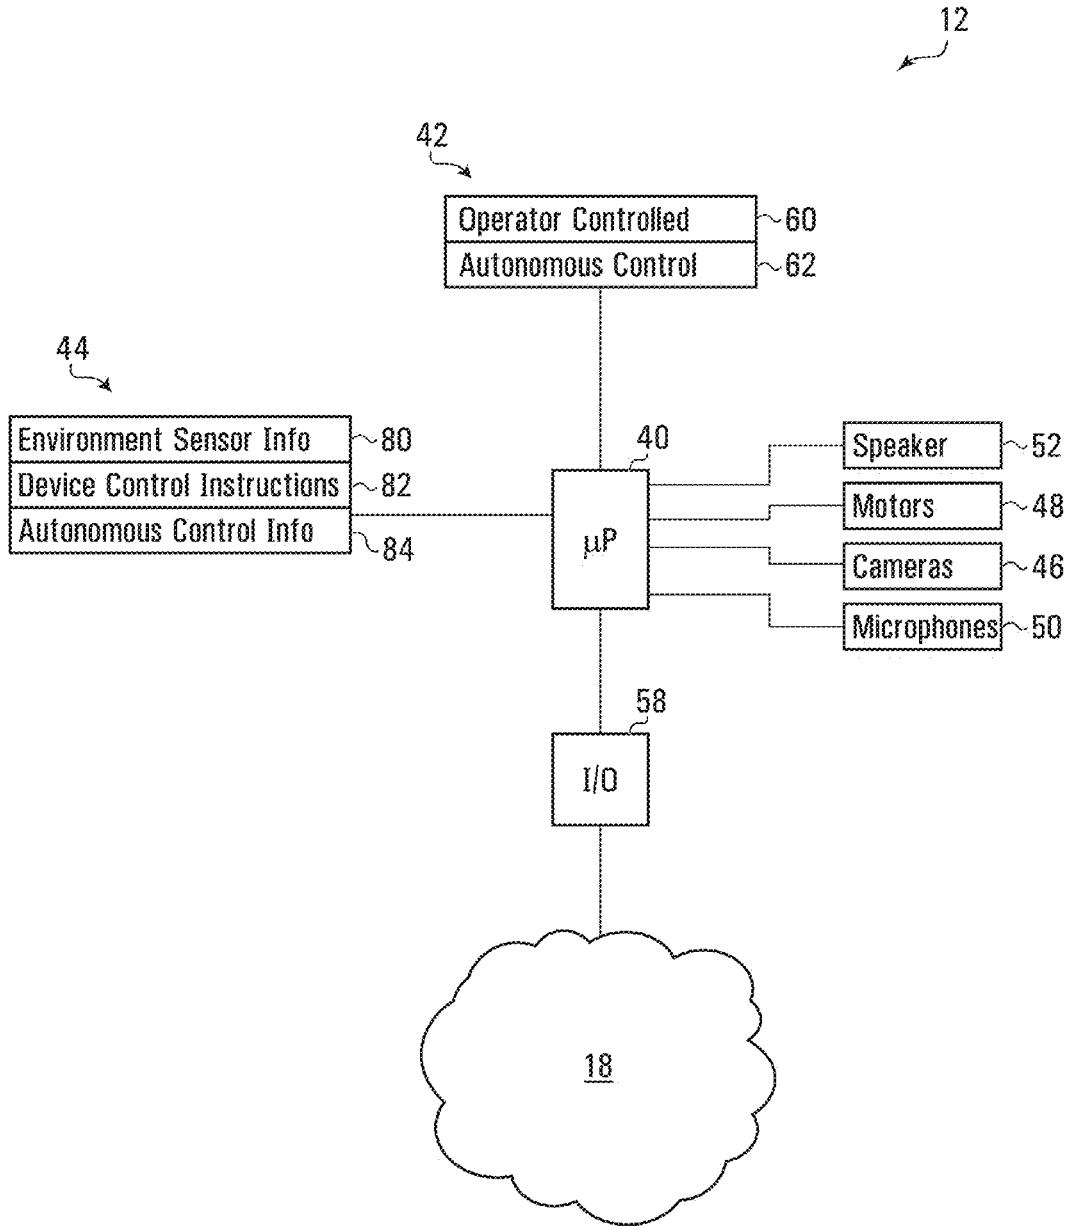 12
42
Operator Controlled 60
Autonomous Control 62
44
Environment Sensor Info 80
Device Control Instructions 82
Autonomous Control Info 84
40
µP
Speaker 52
Motors 48
Cameras 46
Microphones 50
58
I/O
18